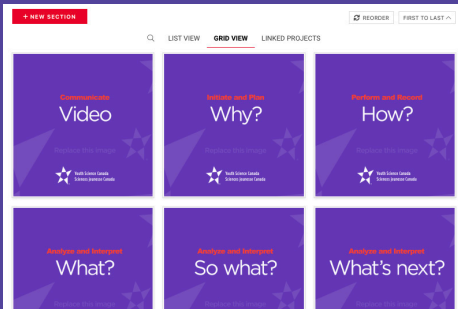 + NEW SECTION
REORDER
FIRST TO LAST
LIST VIEW GRID VIEW LINKED PROJECTS
Communicate
Video
Replace this image
Youth Science Canada
Sciences jeunesse Canada
Initiate and Plan
Why?
Replace this image
Youth Science Canada
Sciences jeunesse Canada
Perform and Record
How?
Replace this image
Youth Science Canada
Sciences jeunesse Canada
Analyze and Interpret
What?
Replace this image
Analyze and Interpret
So what?
Replace this image
Analyze and Interpret
What's next?
Replace this image